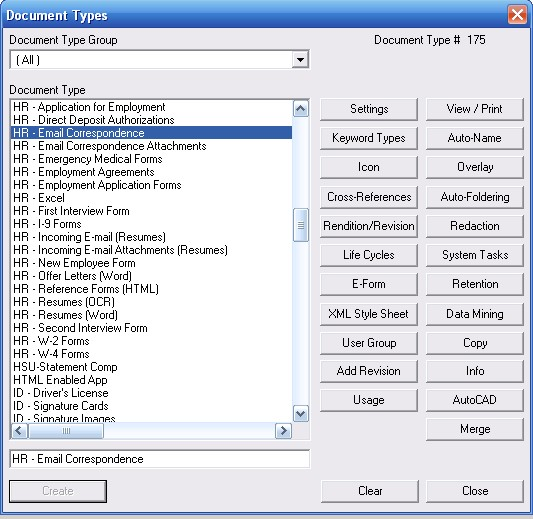 Document Types
Document Type Group
Document Type # 175
( All )
Document Type
HR - Application for Employment
HR - Direct Deposit Authorizations
HR - Email Correspondence
HR - Email Correspondence Attachments
HR - Emergency Medical Forms
HR - Employment Agreements
HR - Employment Application Forms
HR - Excel
HR - First Interview Form
HR - I-9 Forms
HR - Incoming E-mail (Resumes)
HR - Incoming E-mail Attachments (Resumes)
HR - New Employee Form
HR - Offer Letters (Word)
HR - Reference Forms (HTML)
HR - Resumes (OCR)
HR - Resumes (Word)
HR - Second Interview Form
HR - W-2 Forms
HR - W-4 Forms
HSU-Statement Comp
HTML Enabled App
ID - Driver's License
ID - Signature Cards
ID - Signature Images
Settings
View / Print
Keyword Types
Auto-Name
Icon
Overlay
Cross-References
Auto-Foldering
Rendition/Revision
Redaction
Life Cycles
System Tasks
E-Form
Retention
XML Style Sheet
Data Mining
User Group
Copy
Add Revision
Info
Usage
AutoCAD
Merge
HR - Email Correspondence
Create
Clear
Close